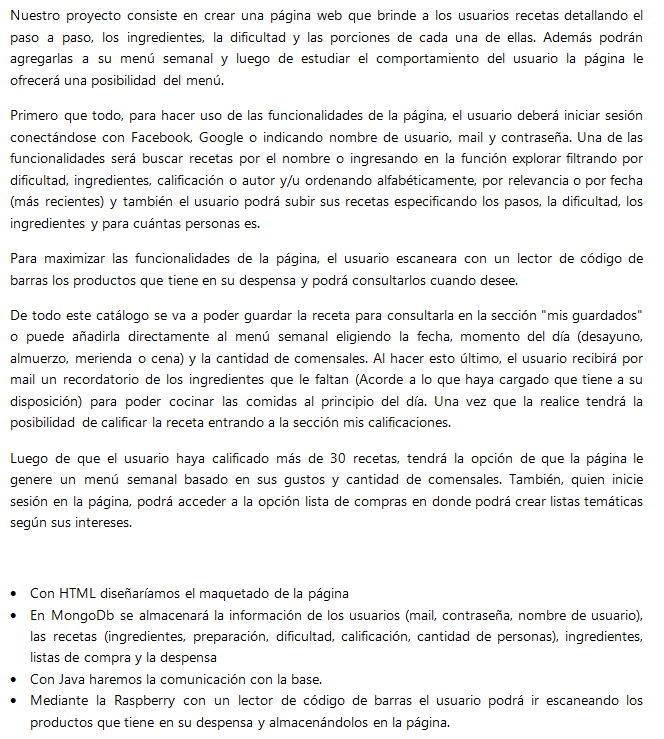 Nuestro proyecto consiste en crear una página web que brinde a los usuarios recetas detallando el
paso a paso, los ingredientes, la dificultad y las porciones de cada una de ellas. Además podrán
agregarlas a su menú semanal y luego de estudiar el comportamiento del usuario la página le
ofrecerá una posibilidad del menú.
Primero que todo, para hacer uso de las funcionalidades de la página, el usuario deberá iniciar sesión
conectándose con Facebook, Google o indicando nombre de usuario, mail y contraseña. Una de las
funcionalidades será buscar recetas por el nombre o ingresando en la función explorar filtrando por
dificultad, ingredientes, calificación o autor y/u ordenando alfabéticamente, por relevancia o por fecha
(más recientes) y también el usuario podrá subir sus recetas especificando los pasos, la dificultad, los
ingredientes y para cuántas personas es.
Para maximizar las funcionalidades de la página, el usuario escaneara con un lector de código de
barras los productos que tiene en su despensa y podrá consultarlos cuando desee.
De todo este catálogo se va a poder guardar la receta para consultarla en la sección "mis guardados"
o puede añadirla directamente al menú semanal eligiendo la fecha, momento del día (desayuno,
almuerzo, merienda o cena) y la cantidad de comensales. Al hacer esto último, el usuario recibirá por
mail un recordatorio de los ingredientes que le faltan (Acorde a lo que haya cargado que tiene a su
disposición) para poder cocinar las comidas al principio del día. Una vez que la realice tendrá la
posibilidad de calificar la receta entrando a la sección mis calificaciones.
Luego de que el usuario haya calificado más de 30 recetas, tendrá la opción de que la página le
genere un menú semanal basado en sus gustos y cantidad de comensales. También, quien inicie
sesión en la página, podrá acceder a la opción lista de compras en donde podrá crear listas temáticas
según sus intereses.
• Con HTML diseñaríamos el maquetado de la página
• En MongoDb se almacenará la información de los usuarios (mail, contraseña, nombre de usuario),
las recetas (ingredientes, preparación, dificultad, calificación, cantidad de personas), ingredientes,
listas de compra y la despensa
• Con Java haremos la comunicación con la base.
• Mediante la Raspberry con un lector de código de barras el usuario podrá ir escaneando los
productos que tiene en su despensa y almacenándolos en la página.